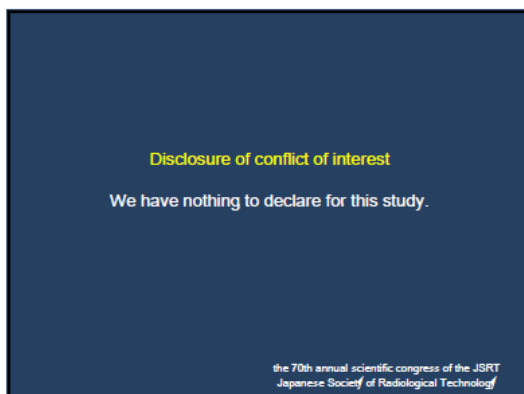 Disclosure of conflict of interest
We have nothing to declare for this study.
the 70th annual scientific congress of the JSRT
Japanese Society of Radiological Technology